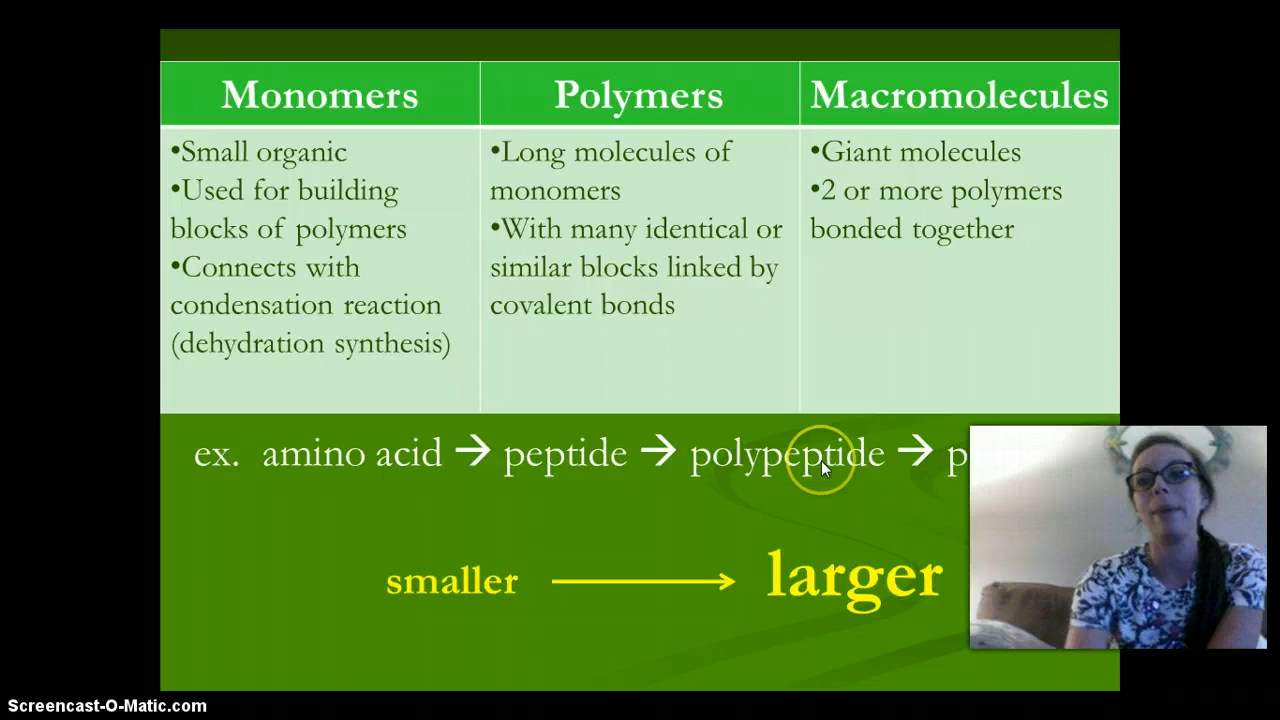 Monomers
Polymers
Macromolecules
•Small organic
•Used for building
blocks of polymers
•Connects with
condensation reaction
(dehydration synthesis)
•Long molecules of
monomers
•With many identical or
similar blocks linked by
covalent bonds
•Giant molecules
•2 or more polymers
bonded together
ex. amino acid → peptide → polypeptide →
smaller
larger
Screencast-O-Matic.com